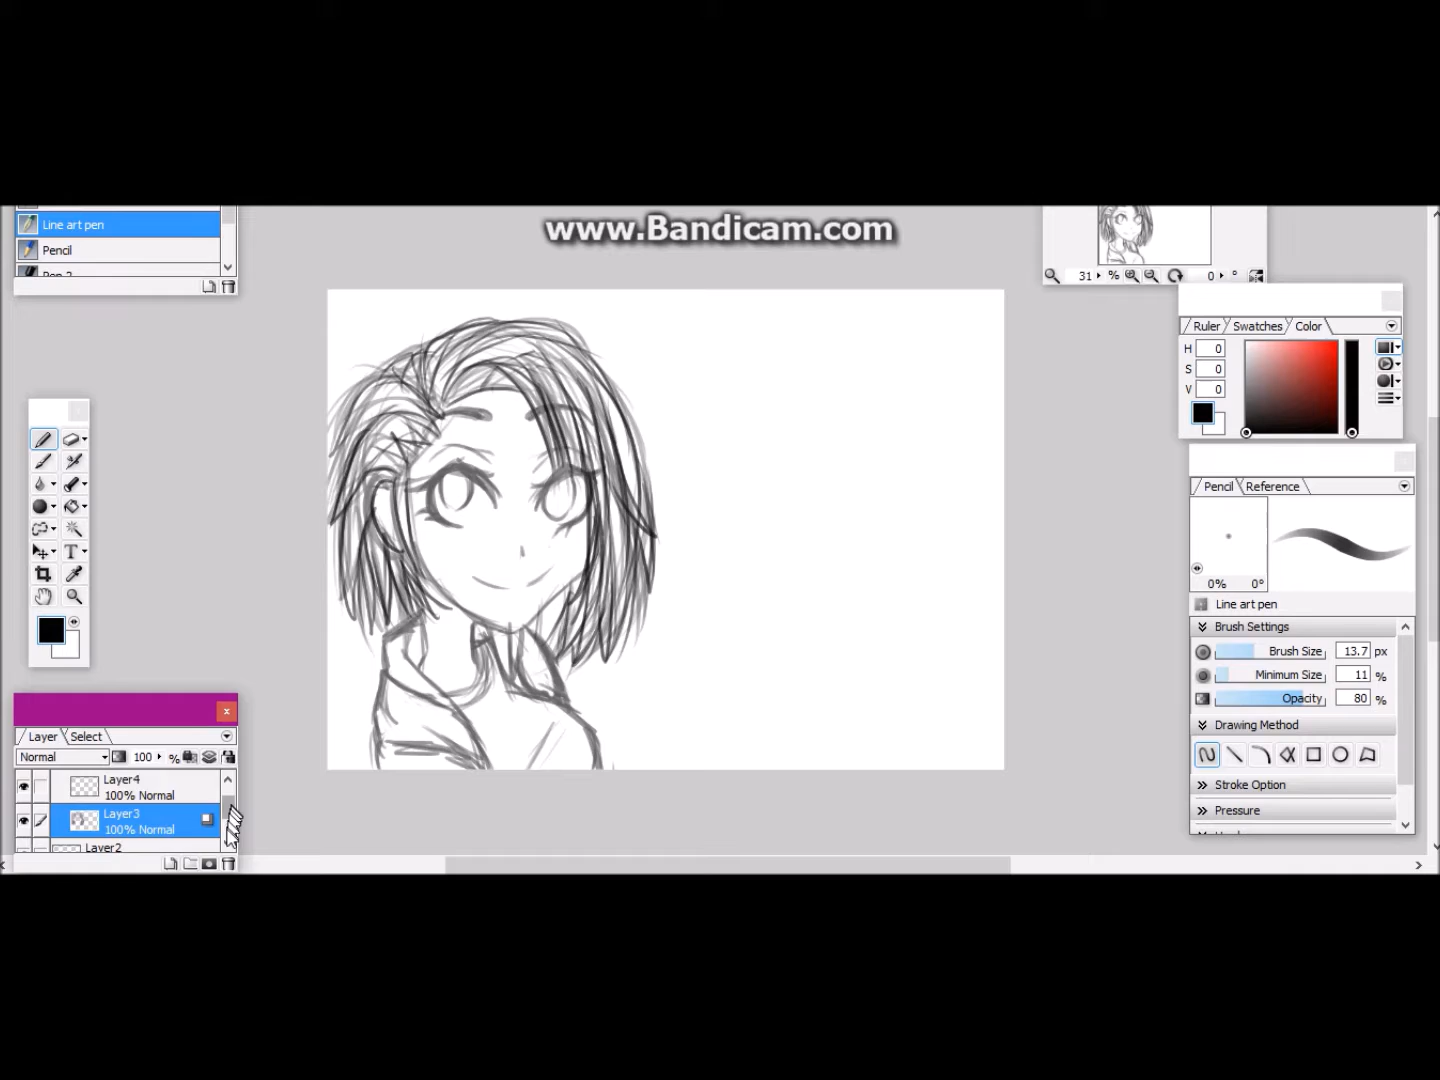 Line art pen
www.Bandicam.com
Pencil
Pen 2
31 % 0 °
Ruler Swatches Color
H 0
S 0
V 0
Pencil Reference
0% 0°
Line art pen
Brush Settings
Brush Size 13.7 px
Minimum Size 11 %
Opacity 80 %
Drawing Method
Stroke Option
Pressure
T
Layer Select
Normal 100 %
Layer4
100% Normal
Layer3
100% Normal
Layer2